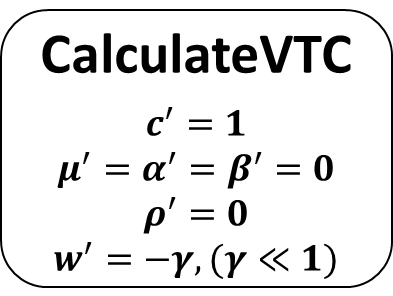 CalculateVTC
c′ = 1
μ′ = α′ = β′ = 0
ρ′ = 0
w′ = −γ, (γ ≪ 1)